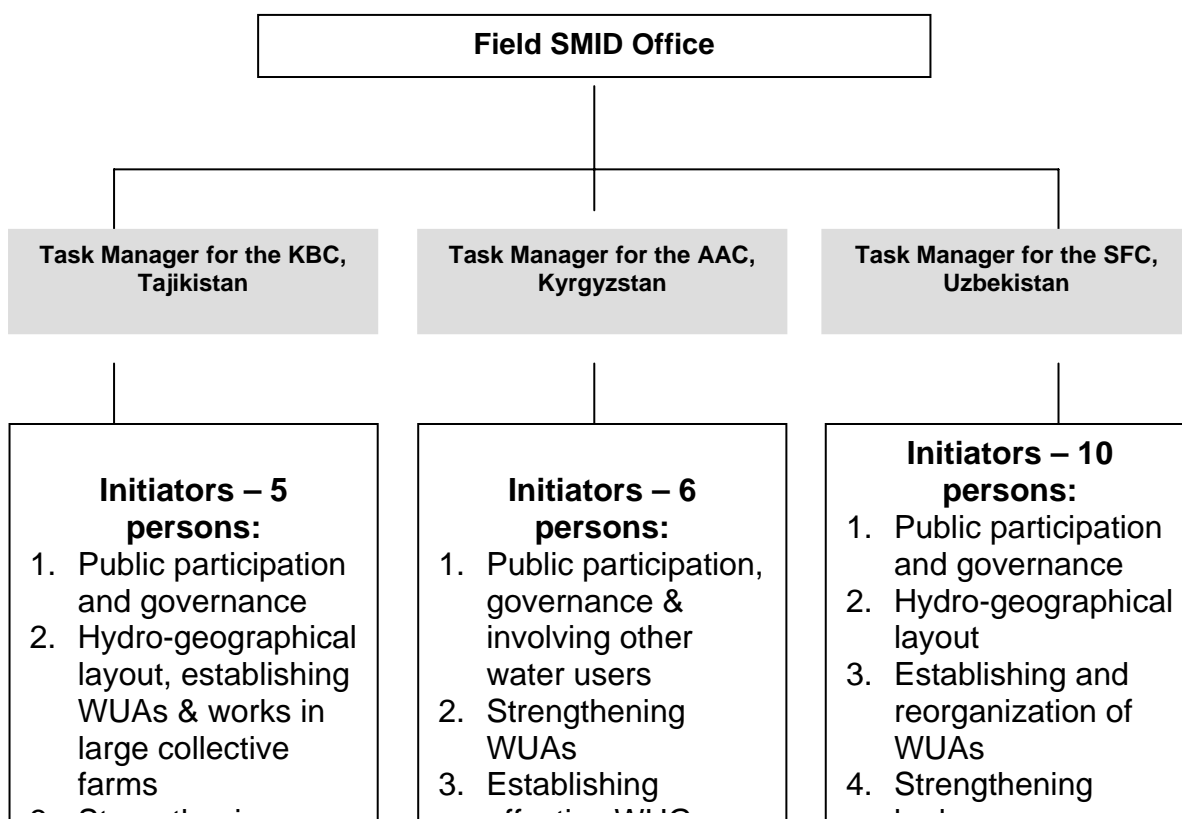 Field SMID Office
Task Manager for the KBC,
Tajikistan
Task Manager for the AAC,
Kyrgyzstan
Task Manager for the SFC,
Uzbekistan
Initiators – 5
persons:
1. Public participation
and governance
2. Hydro-geographical
layout, establishing
WUAs & works in
large collective
farms
Initiators – 6
persons:
1. Public participation,
governance &
involving other
water users
2. Strengthening
WUAs
3. Establishing
Initiators – 10
persons:
1. Public participation
and governance
2. Hydro-geographical
layout
3. Establishing and
reorganization of
WUAs
4. Strengthening